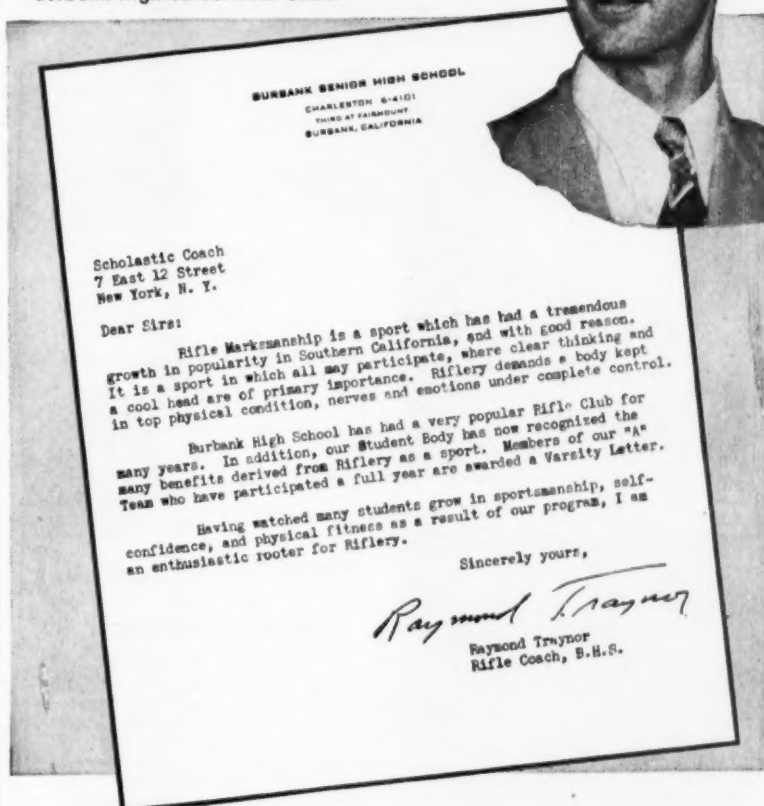 BURBANK SENIOR HIGH SCHOOL
CHARLESTON 6-4101
THIRD AT FAIRMOUNT
BURBANK, CALIFORNIA
Scholastic Coach
7 East 12 Street
New York, N. Y.
Dear Sirs:
Rifle Marksmanship is a sport which has had a tremendous
growth in popularity in Southern California, and with good reason.
It is a sport in which all may participate, where clear thinking and
a cool head are of primary importance. Riflery demands a body kept
in top physical condition, nerves and emotions under complete control.
Burbank High School has had a very popular Rifle Club for
many years. In addition, our Student Body has now recognized the
many benefits derived from Riflery as a sport. Members of our "A"
Team who have participated a full year are awarded a Varsity Letter.
Having watched many students grow in sportsmanship, self-
confidence, and physical fitness as a result of our program, I am
an enthusiastic rooter for Riflery.
Sincerely yours,
Raymond Traynor
Raymond Traynor
Rifle Coach, B.H.S.